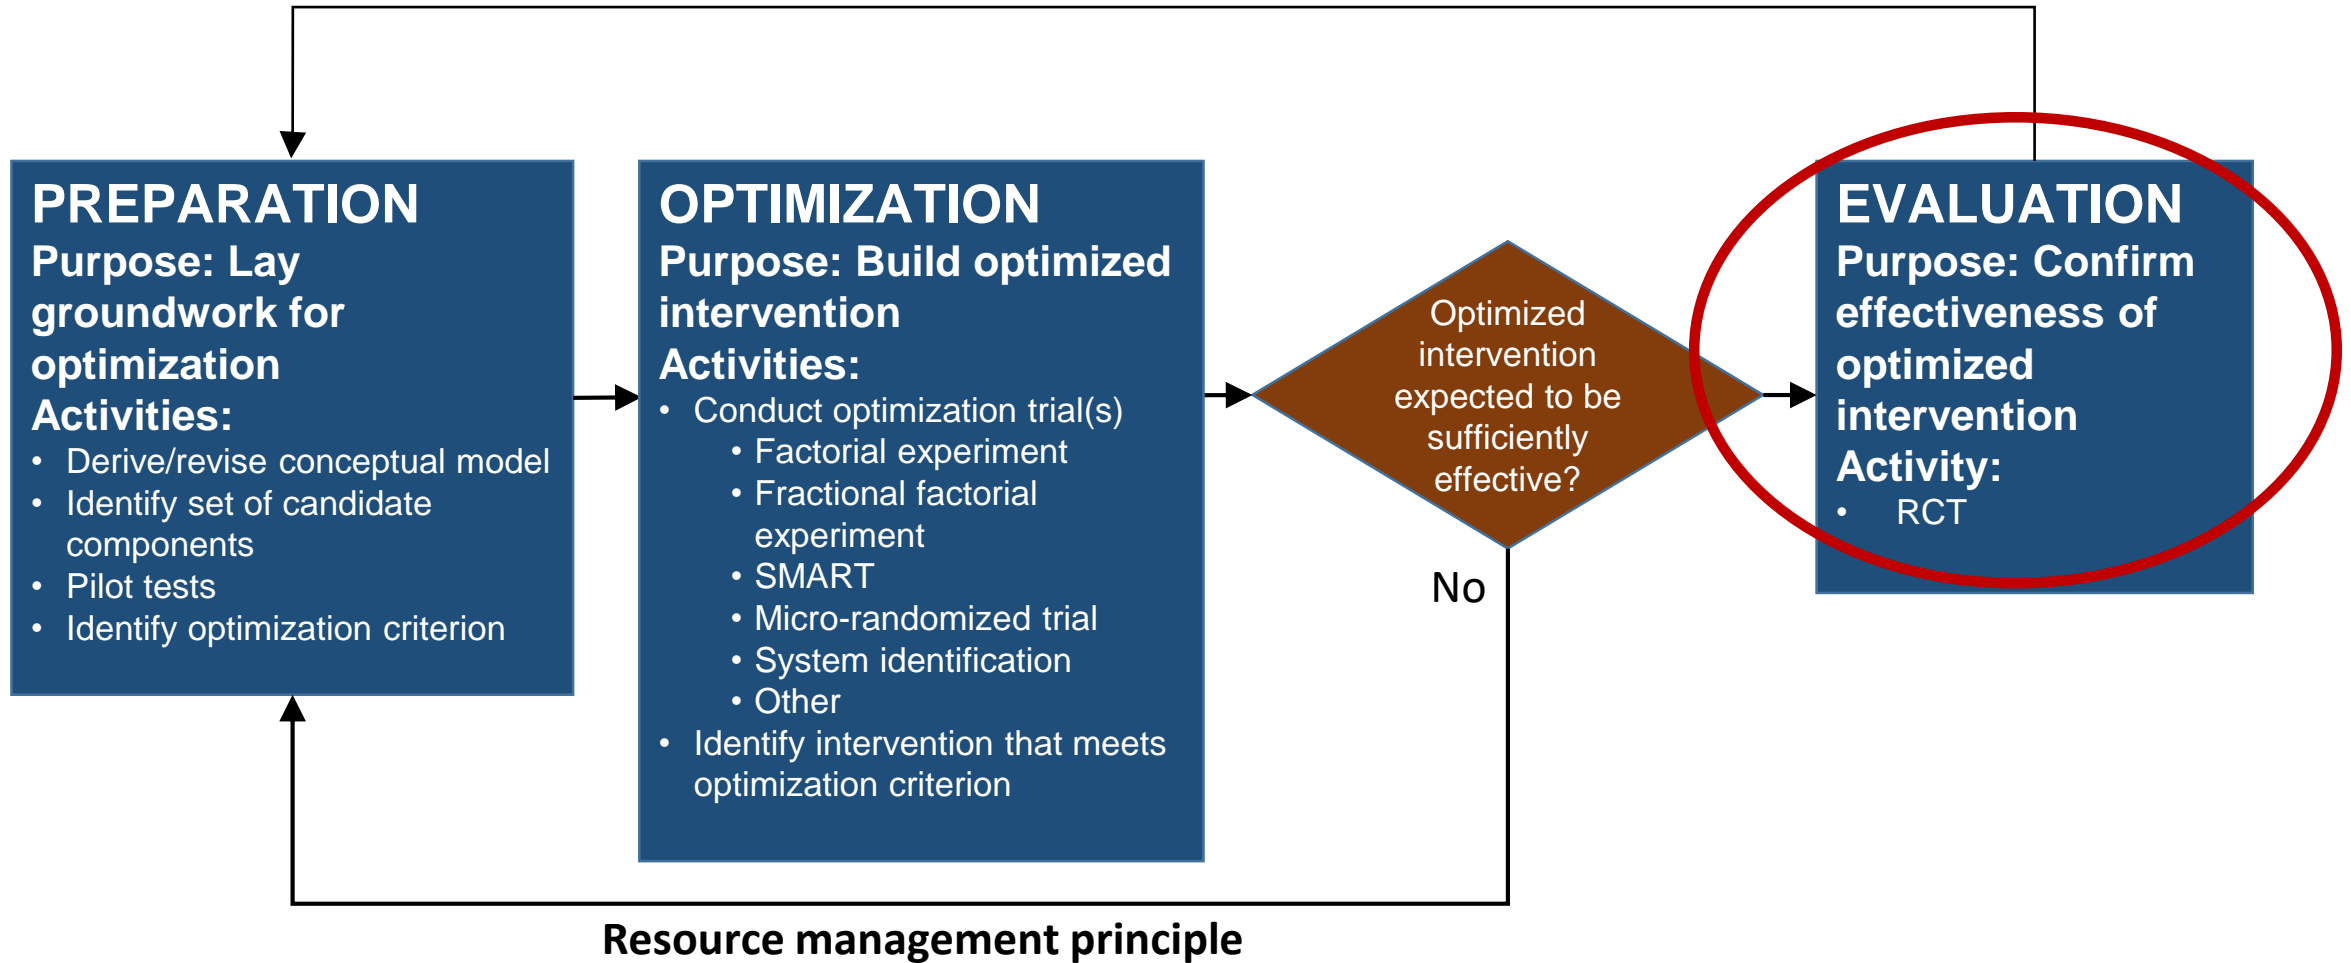 PREPARATION
Purpose: Lay
groundwork for
optimization
Activities:
• Derive/revise conceptual model
• Identify set of candidate
components
• Pilot tests
• Identify optimization criterion
OPTIMIZATION
Purpose: Build optimized
intervention
Activities:
• Conduct optimization trial(s)
• Factorial experiment
• Fractional factorial
experiment
• SMART
• Micro-randomized trial
• System identification
• Other
• Identify intervention that meets
optimization criterion
Optimized
intervention
expected to be
sufficiently
effective?
No
EVALUATION
Purpose: Confirm
effectiveness of
optimized
intervention
Activity:
• RCT
Resource management principle